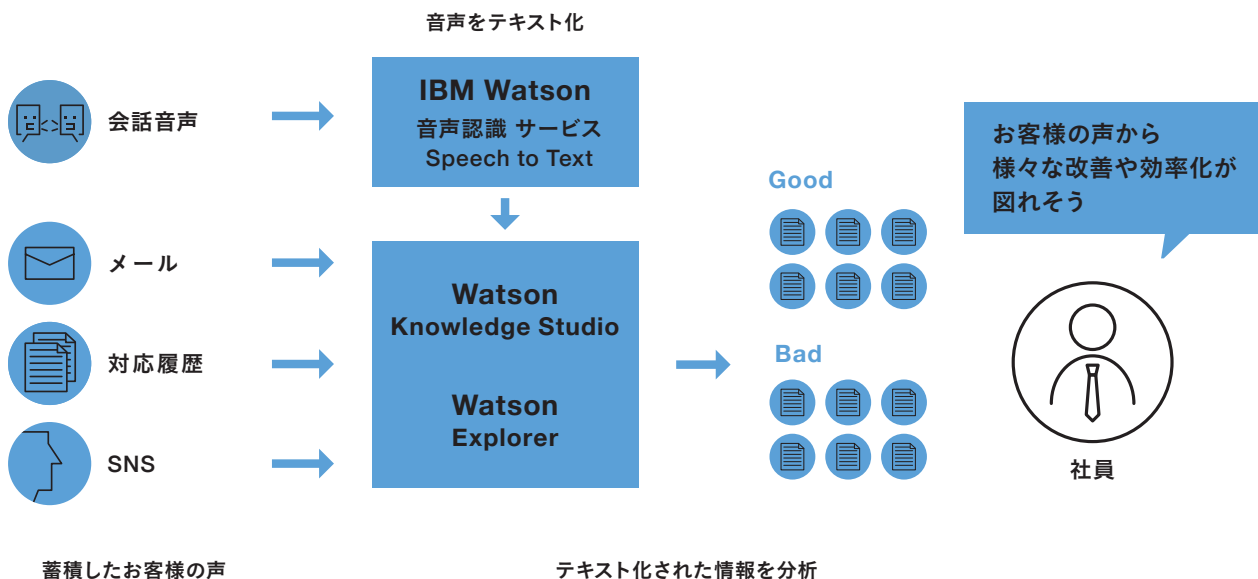 音声をテキスト化
会話音声
IBM Watson
音声認識 サービス
Speech to Text
メール
対応履歴
SNS
Watson
Knowledge Studio
Watson
Explorer
Good
Bad
お客様の声から
様々な改善や効率化が
図れそう
社員
蓄積したお客様の声
テキスト化された情報を分析